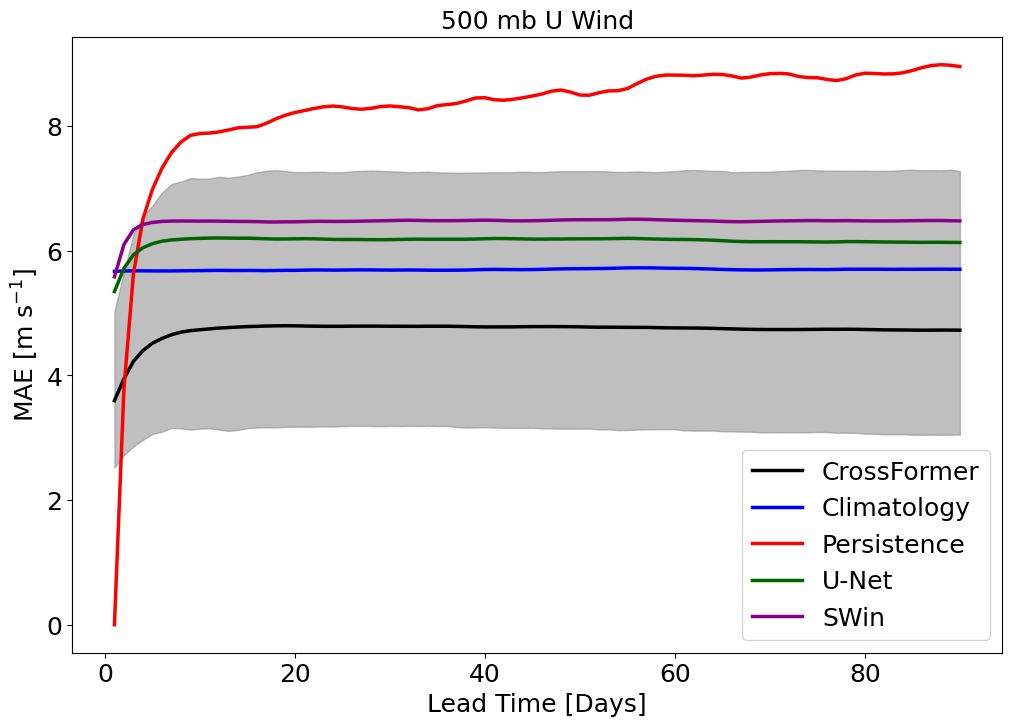 500 mb U Wind
MAE [m s⁻¹]
8
6
4
2
0
0 20 40 60 80
Lead Time [Days]
CrossFormer
Climatology
Persistence
U-Net
SWin